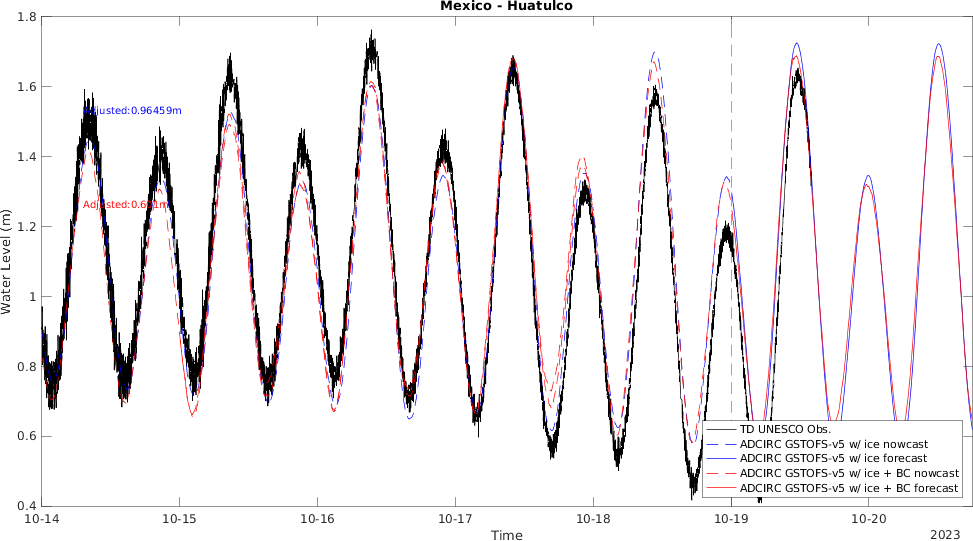 Mexico - Huatulco
1.8
1.6
1.4
1.2
1
0.8
0.6
0.4
Water Level (m)
Adjusted:0.96459m
TD UNESCO Obs.
ADCIRC GSTOFS-v5 w/ ice nowcast
ADCIRC GSTOFS-v5 w/ ice forecast
ADCIRC GSTOFS-v5 w/ ice + BC nowcast
ADCIRC GSTOFS-v5 w/ ice + BC forecast
10-14 10-15 10-16 10-17 10-18 10-19 10-20
Time
2023